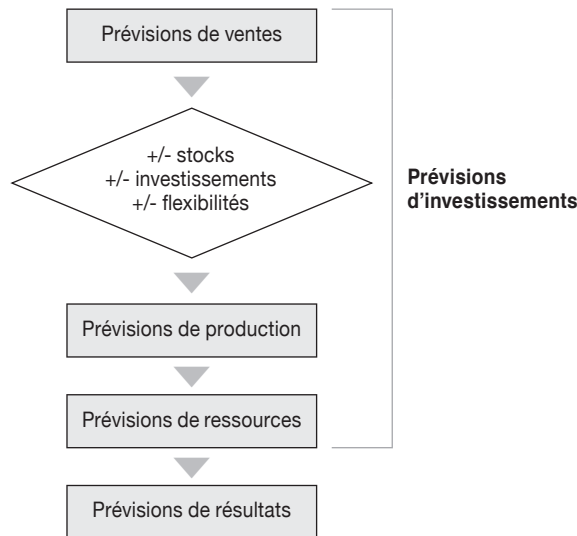 Prévisions de ventes
+/- stocks
+/- investissements
+/- flexibilités
Prévisions
d’investissements
Prévisions de production
Prévisions de ressources
Prévisions de résultats